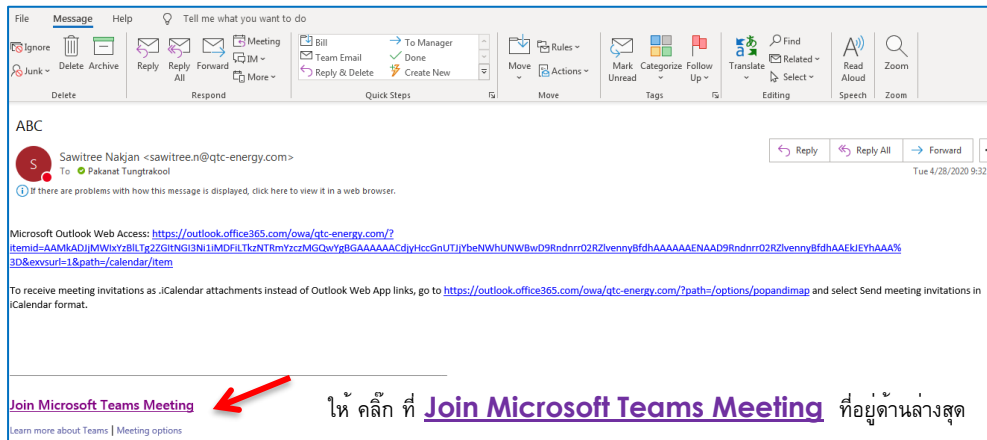 File Message Help Tell me what you want to do
Ignore Junk Delete Archive Reply Reply All Forward Meeting IM More
Bill To Manager
Team Email Done
Reply & Delete Create New
Move Rules Actions Mark Unread Categorize Follow Up Translate Find Related Select Read Aloud Zoom
Delete Respond Quick Steps Move Tags Editing Speech Zoom
ABC
S
Sawitree Nakjan <sawitree.n@qtc-energy.com>
To Pakanat Tungtrakool
Reply Reply All Forward
Tue 4/28/2020 9:32
If there are problems with how this message is displayed, click here to view it in a web browser.
Microsoft Outlook Web Access: https://outlook.office365.com/owa/qtc-energy.com/?
3D&exvsurl=1&path=/calendar/item
To receive meeting invitations as .iCalendar attachments instead of Outlook Web App links, go to https://outlook.office365.com/owa/qtc-energy.com/?path=/options/popandimap and select Send meeting invitations in
iCalendar format.
Join Microsoft Teams Meeting
ให้ คลิ๊ก ที่ Join Microsoft Teams Meeting ที่อยู่ด้านล่างสุด
Learn more about Teams | Meeting options